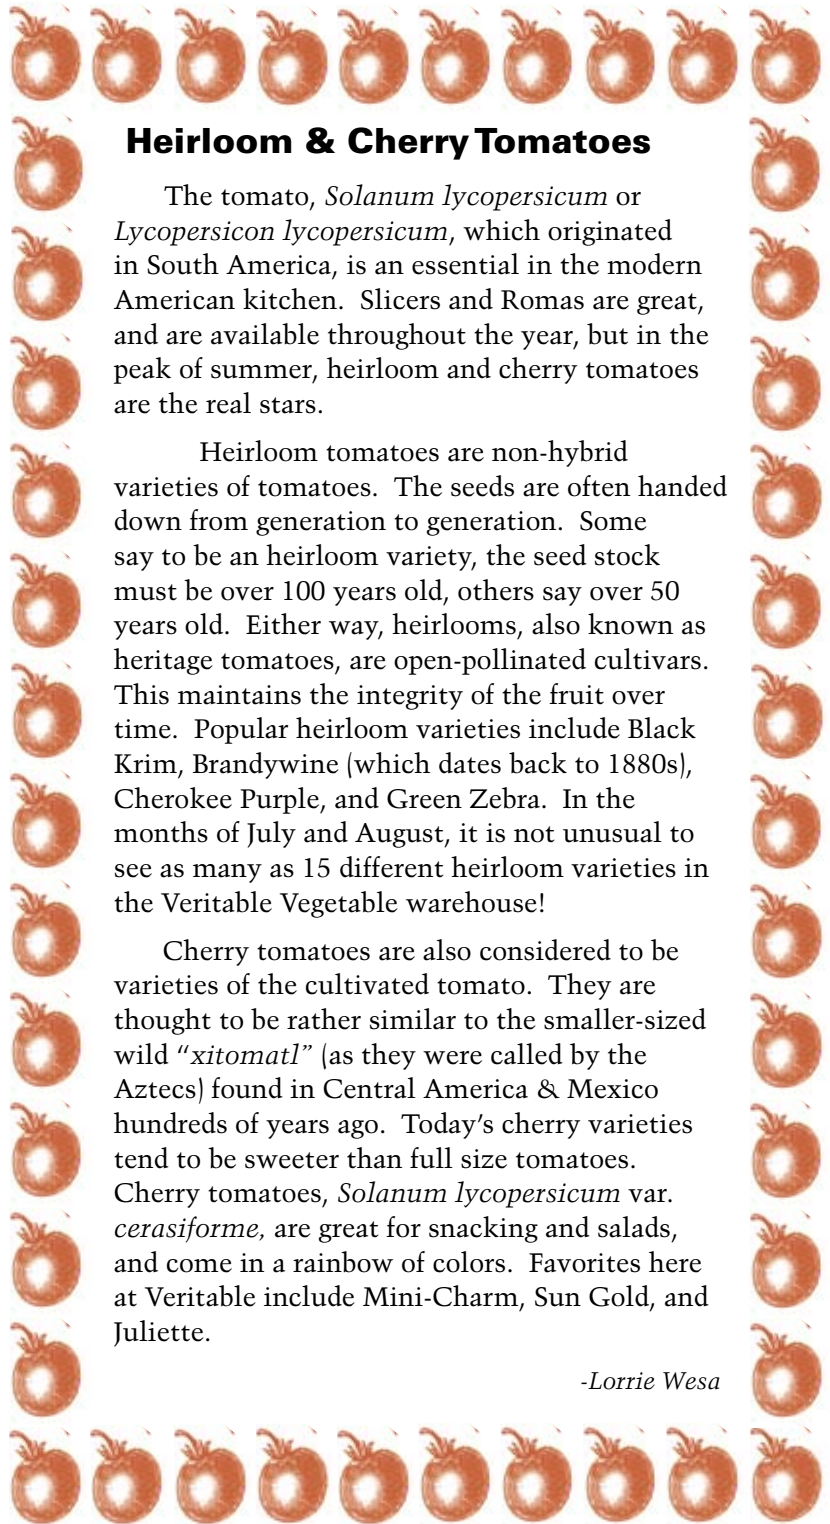 Heirloom & Cherry Tomatoes
The tomato, Solanum lycopersicum or
Lycopersicon lycopersicum, which originated
in South America, is an essential in the modern
American kitchen. Slicers and Romas are great,
and are available throughout the year, but in the
peak of summer, heirloom and cherry tomatoes
are the real stars.
Heirloom tomatoes are non-hybrid
varieties of tomatoes. The seeds are often handed
down from generation to generation. Some
say to be an heirloom variety, the seed stock
must be over 100 years old, others say over 50
years old. Either way, heirlooms, also known as
heritage tomatoes, are open-pollinated cultivars.
This maintains the integrity of the fruit over
time. Popular heirloom varieties include Black
Krim, Brandywine (which dates back to 1880s),
Cherokee Purple, and Green Zebra. In the
months of July and August, it is not unusual to
see as many as 15 different heirloom varieties in
the Veritable Vegetable warehouse!
Cherry tomatoes are also considered to be
varieties of the cultivated tomato. They are
thought to be rather similar to the smaller-sized
wild “xitomatl” (as they were called by the
Aztecs) found in Central America & Mexico
hundreds of years ago. Today’s cherry varieties
tend to be sweeter than full size tomatoes.
Cherry tomatoes, Solanum lycopersicum var.
cerasiforme, are great for snacking and salads,
and come in a rainbow of colors. Favorites here
at Veritable include Mini-Charm, Sun Gold, and
Juliette.
-Lorrie Wesa